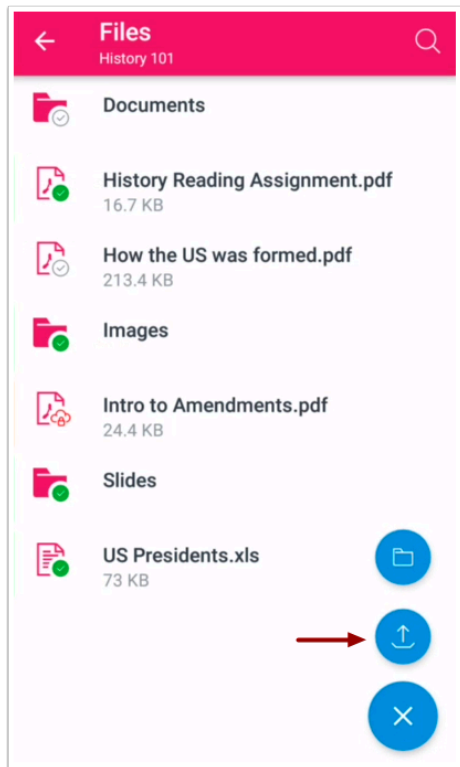 Files
History 101
Documents
History Reading Assignment.pdf
16.7 KB
How the US was formed.pdf
213.4 KB
Images
Intro to Amendments.pdf
24.4 KB
Slides
US Presidents.xls
73 KB